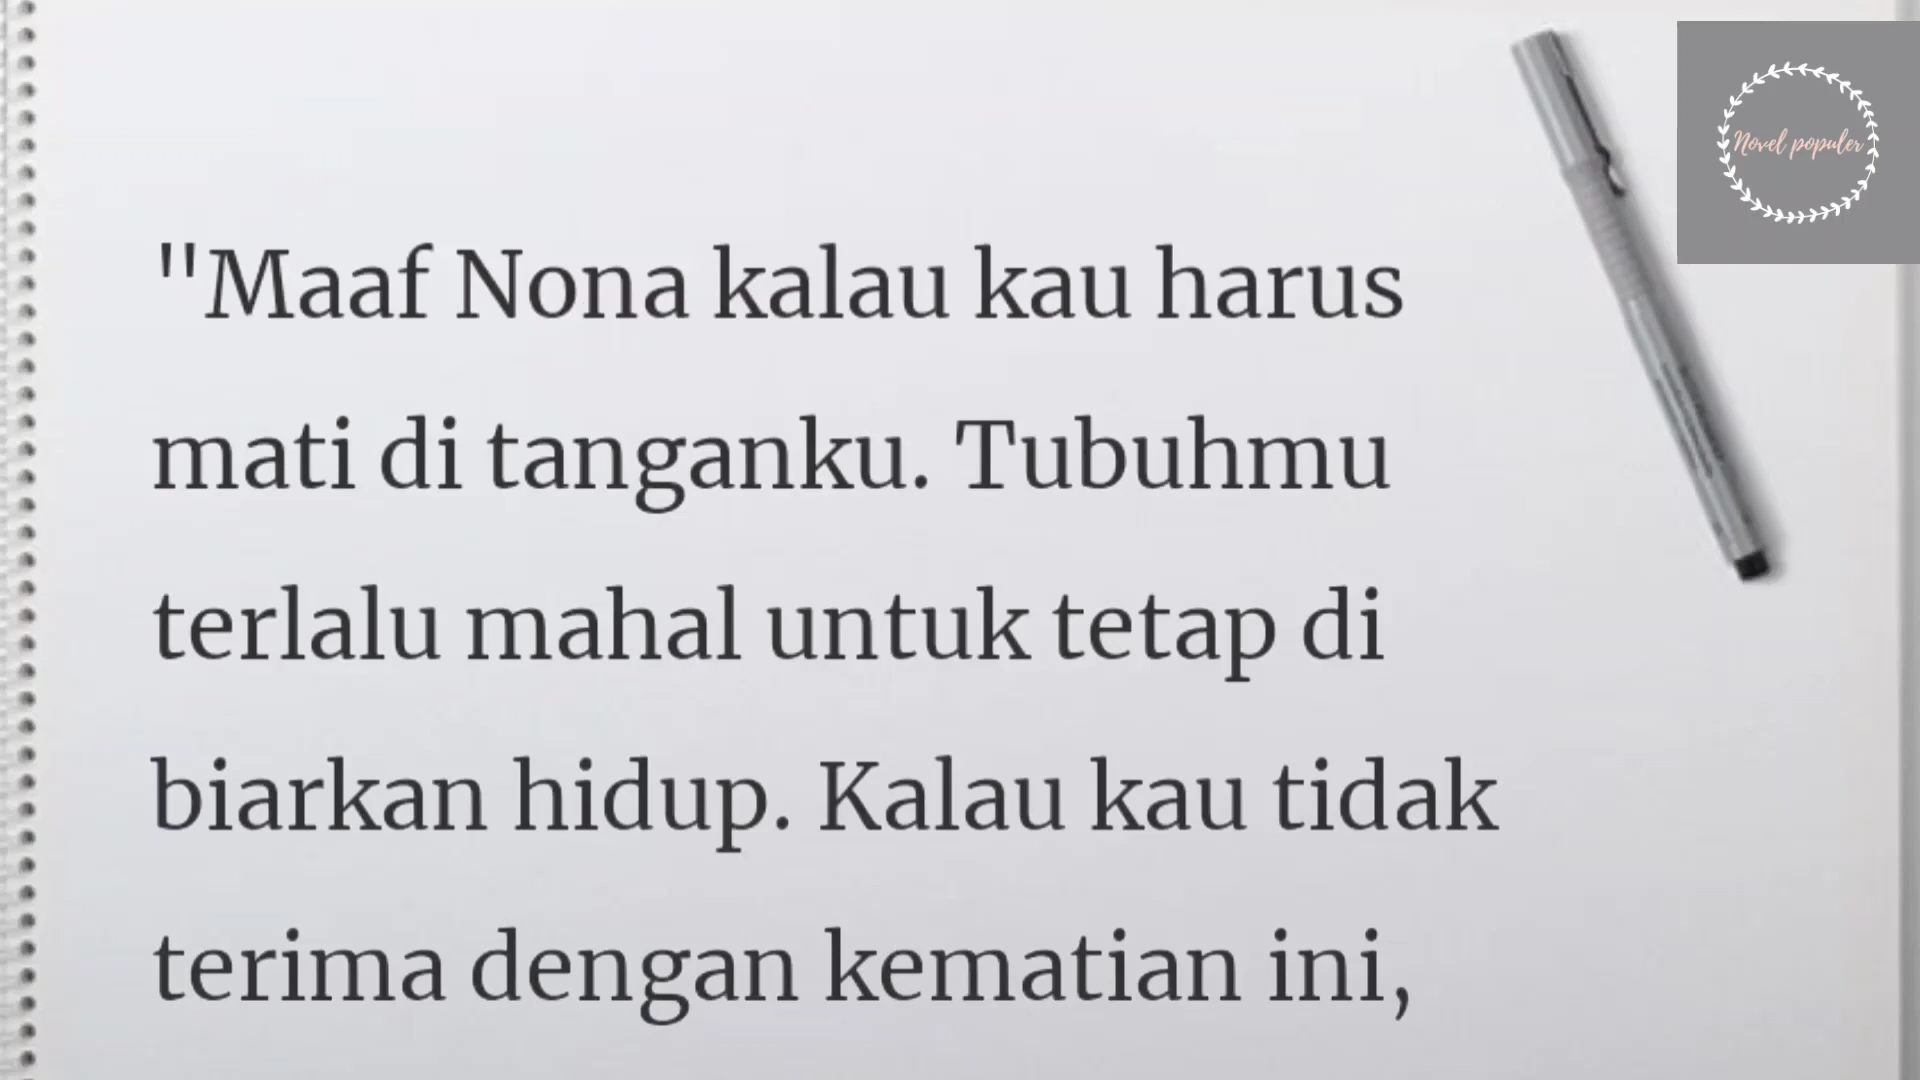 Novel populer
"Maaf Nona kalau kau harus
mati di tanganku. Tubuhmu
terlalu mahal untuk tetap di
biarkan hidup. Kalau kau tidak
terima dengan kematian ini,